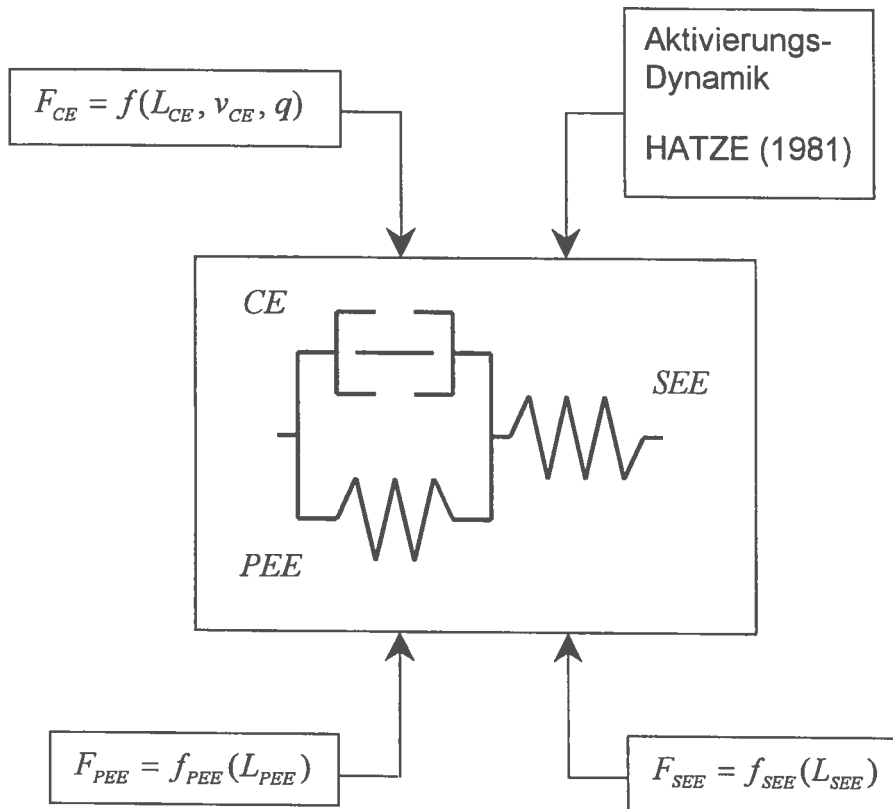 Aktivierungs-
Dynamik
HATZE (1981)
F_CE = f(L_CE, v_CE, q)
CE
SEE
PEE
F_PEE = f_PEE(L_PEE)
F_SEE = f_SEE(L_SEE)